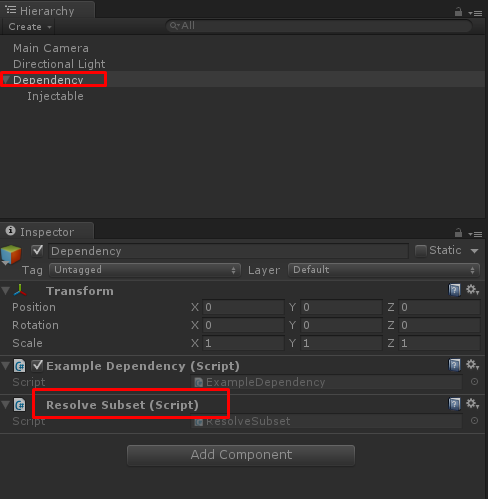 Hierarchy
Create
All
Main Camera
Directional Light
Dependency
Injectable
Inspector
Dependency Static
Tag Untagged Layer Default
Transform
Position X 0 Y 0 Z 0
Rotation X 0 Y 0 Z 0
Scale X 1 Y 1 Z 1
Example Dependency (Script)
Script ExampleDependency
Resolve Subset (Script)
Script ResolveSubset
Add Component